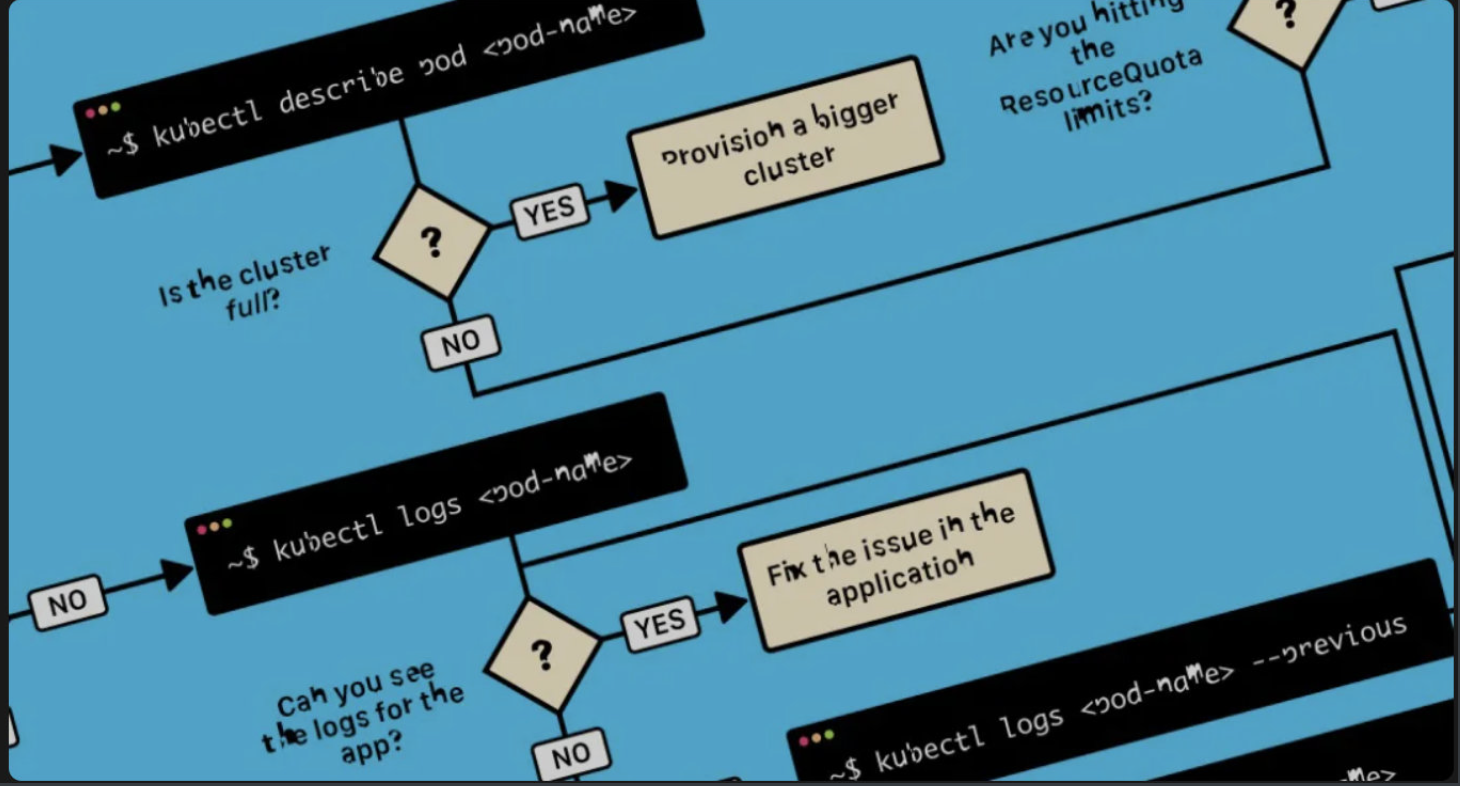 ~$ kubectl describe pod <pod-name>
Are you hitting
the
ResourceQuota
limits?
?
Provision a bigger
cluster
YES
?
Is the cluster
full?
NO
~$ kubectl logs <pod-name>
NO
Fix the issue in the
application
YES
?
Can you see
the logs for the
app?
NO
~$ kubectl logs <pod-name> --previous